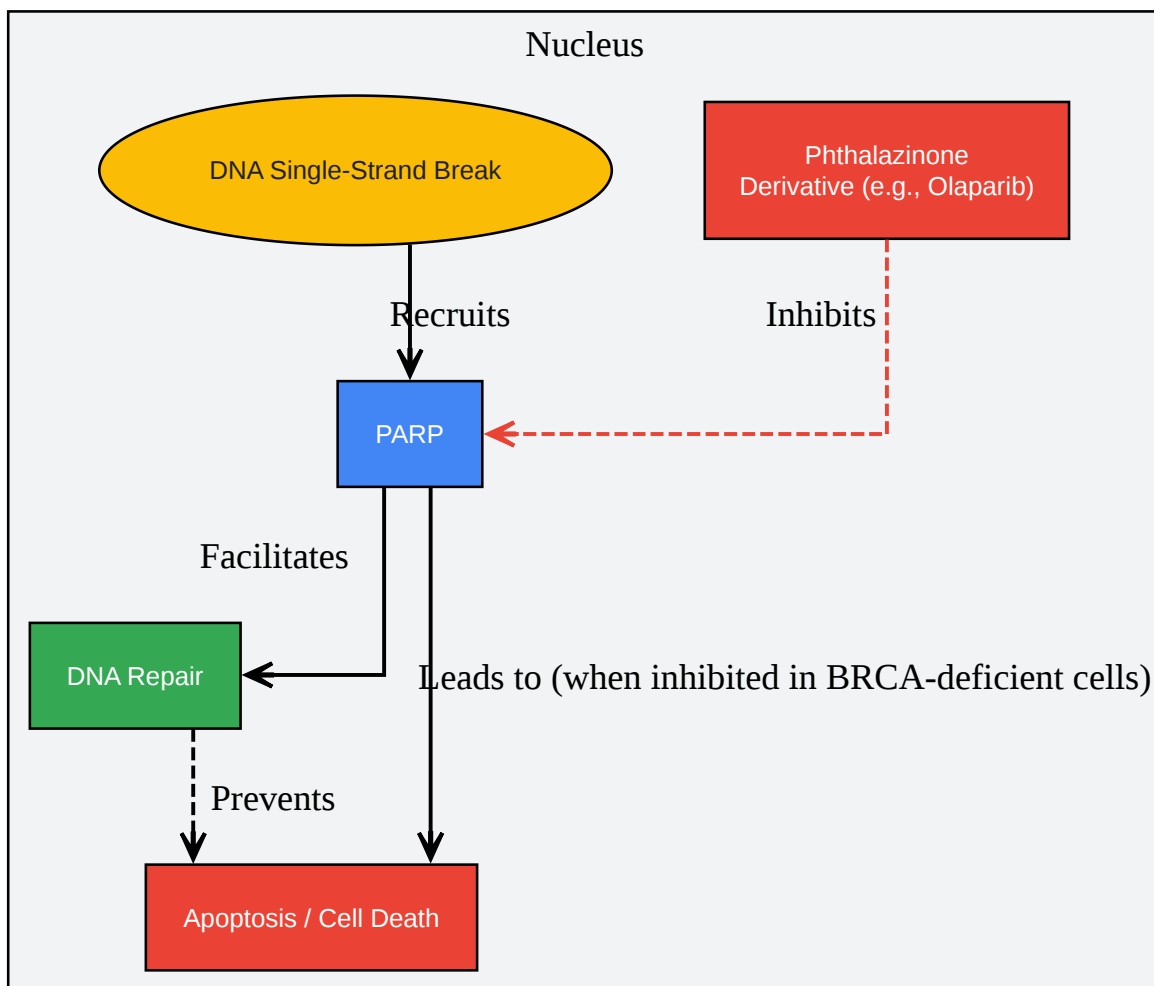 Nucleus
DNA Single-Strand Break
Phthalazinone
Derivative (e.g., Olaparib)
Recruits
Inhibits
PARP
Facilitates
DNA Repair
Leads to (when inhibited in BRCA-deficient cells)
Prevents
Apoptosis / Cell Death